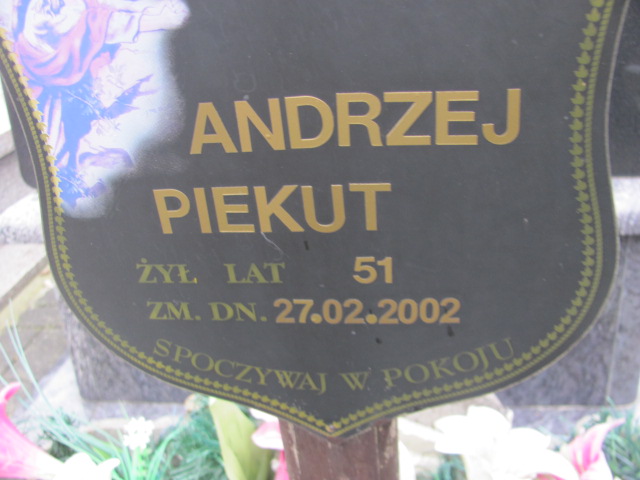 ANDRZEJ
PIEKUT
ŻYŁ LAT 51
ZM. DN. 27.02.2002
SPOCZYWAJ W POKOJU